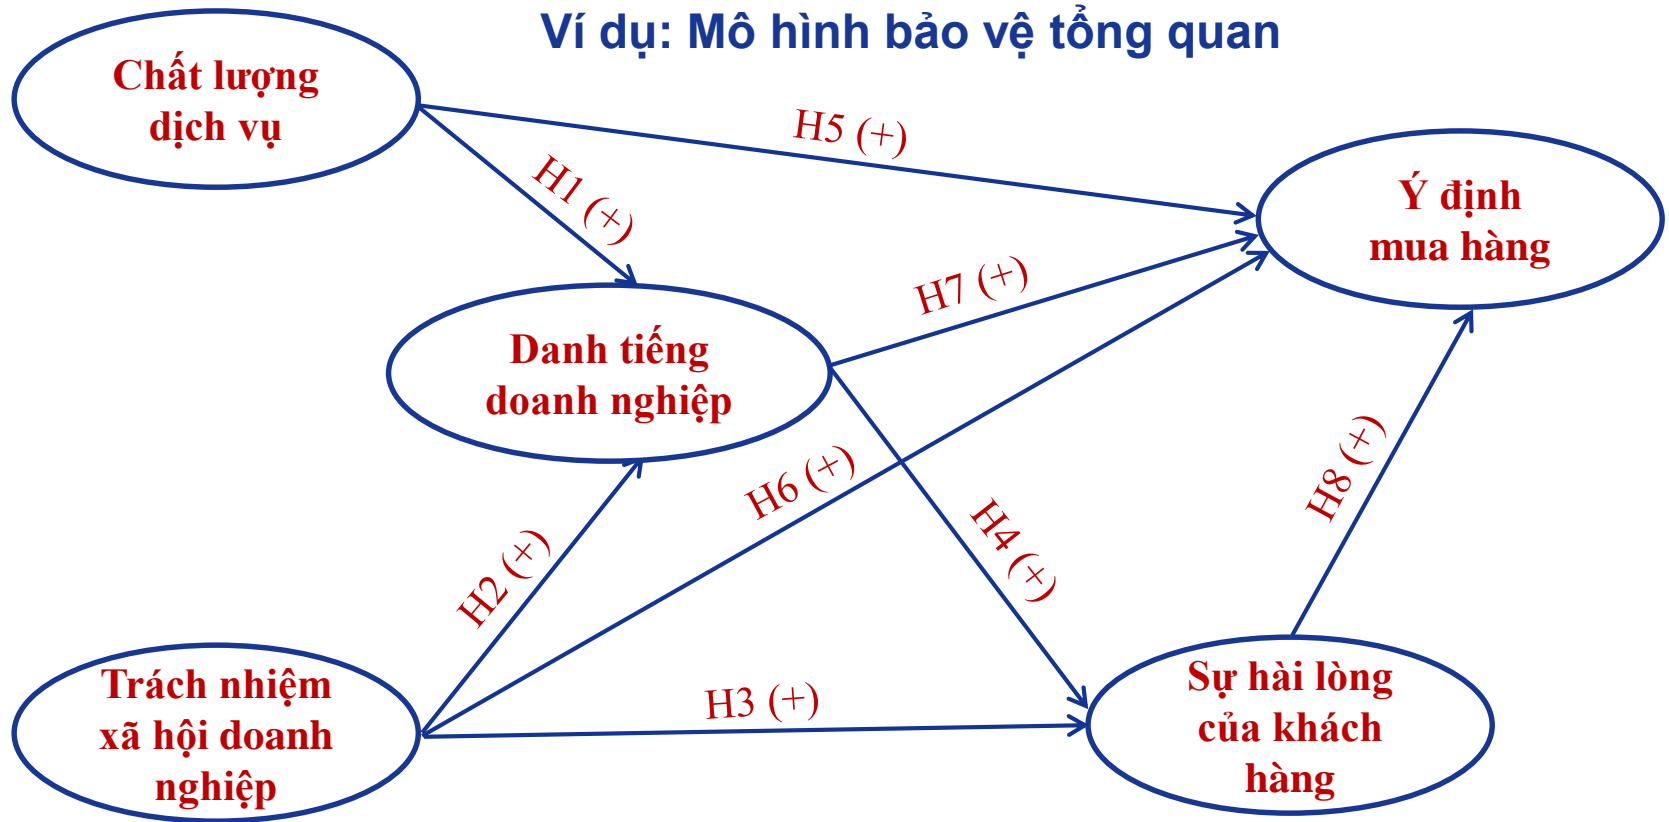 Ví dụ: Mô hình bảo vệ tổng quan
Chất lượng
dịch vụ
H5 (+)
H1 (+)
Ý định
mua hàng
H7 (+)
Danh tiếng
doanh nghiệp
H6 (+)
H8 (+)
H4 (+)
H2 (+)
Trách nhiệm
xã hội doanh
nghiệp
H3 (+)
Sự hài lòng
của khách
hàng